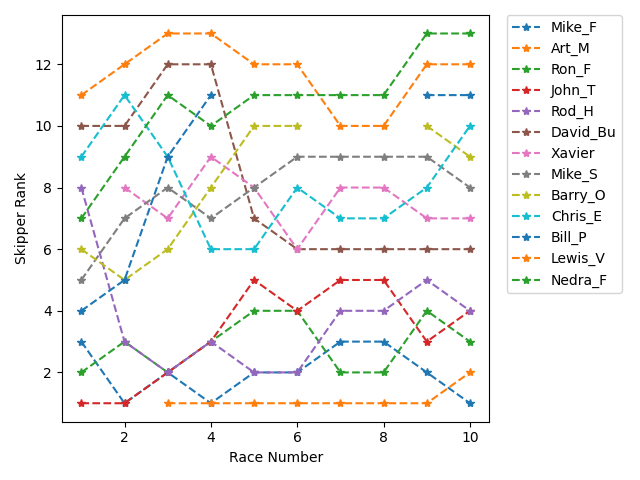 12
10
8
6
4
2
Skipper Rank
2
4
6
8
10
Race Number
Mike_F
Art_M
Ron_F
John_T
Rod_H
David_Bu
Xavier
Mike_S
Barry_O
Chris_E
Bill_P
Lewis_V
Nedra_F